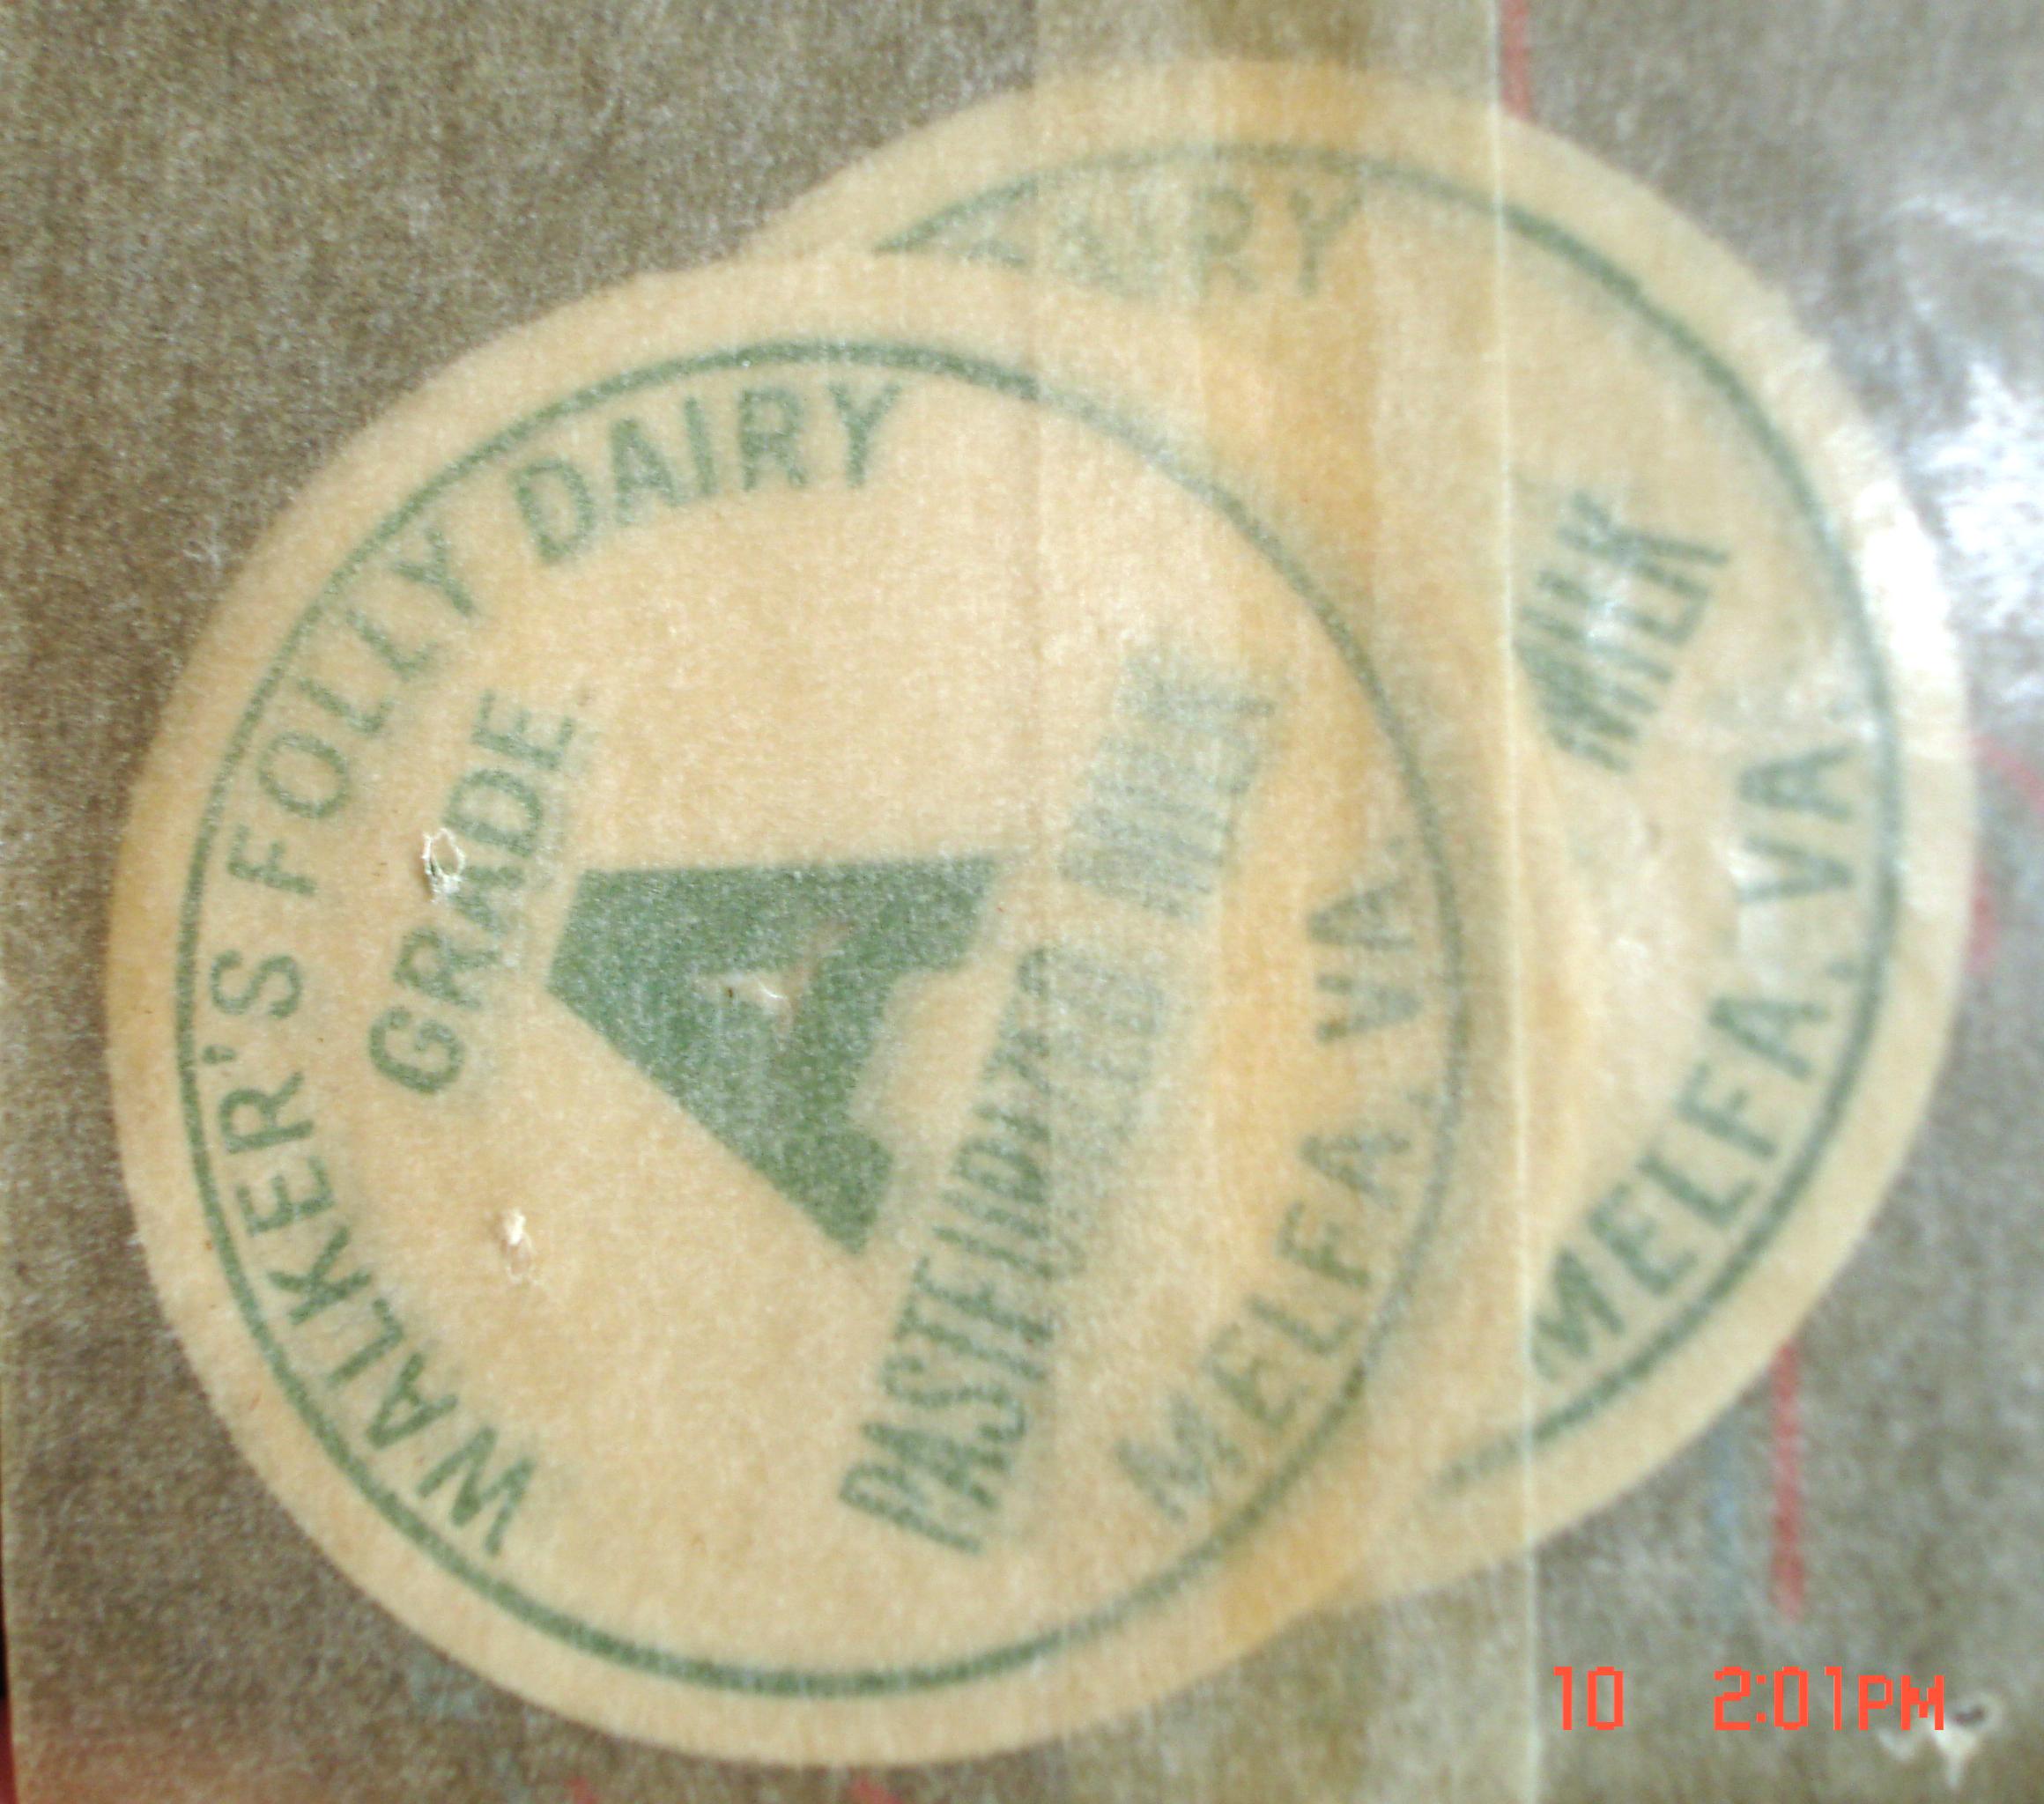 WALKER'S FOLLY DAIRY
GRADE
A
PASTEURIZED MILK
MELFA, VA.
DAIRY
MILK
MELFA, VA.
10 2:01PM